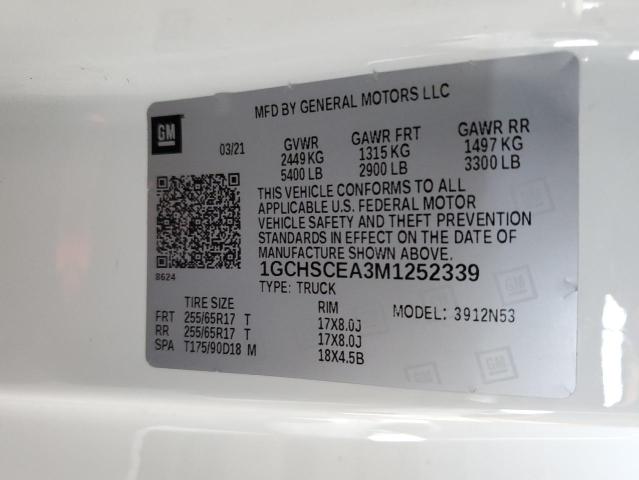 MFD BY GENERAL MOTORS LLC
GM
03/21 GVWR GAWR FRT GAWR RR
2449 KG 1315 KG 1497 KG
5400 LB 2900 LB 3300 LB
THIS VEHICLE CONFORMS TO ALL
APPLICABLE U.S. FEDERAL MOTOR
VEHICLE SAFETY AND THEFT PREVENTION
STANDARDS IN EFFECT ON THE DATE OF
MANUFACTURE SHOWN ABOVE.
8624
1GCHSCEA3M1252339
TYPE: TRUCK
TIRE SIZE RIM MODEL: 3912N53
FRT 255/65R17 T 17X8.0J
RR 255/65R17 T 17X8.0J
SPA T175/90D18 M 18X4.5B
GM
GM